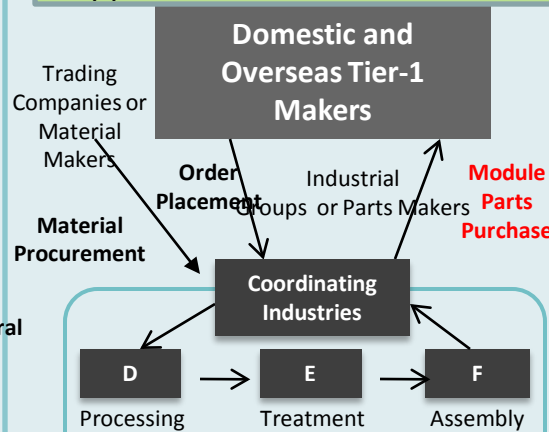 Domestic and
Overseas Tier-1
Makers
Trading
Companies or
Material
Makers
Order
Placement
Industrial
Groups or Parts Makers
Module
Parts
Purchase
Material
Procurement
Coordinating
Industries
D
E
F
Processing
Treatment
Assembly